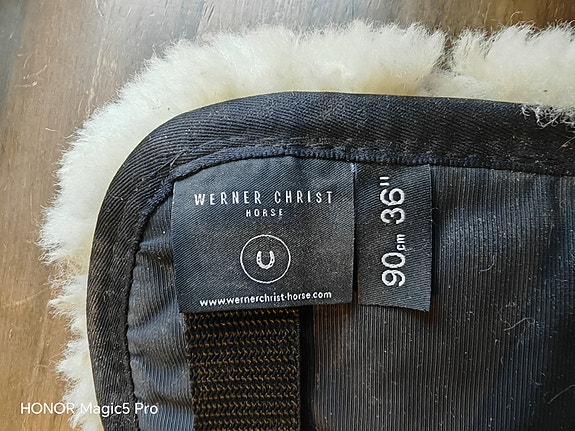 WERNER CHRIST
HORSE
www.wernerchrist-horse.com
90cm 36"
HONOR Magic5 Pro